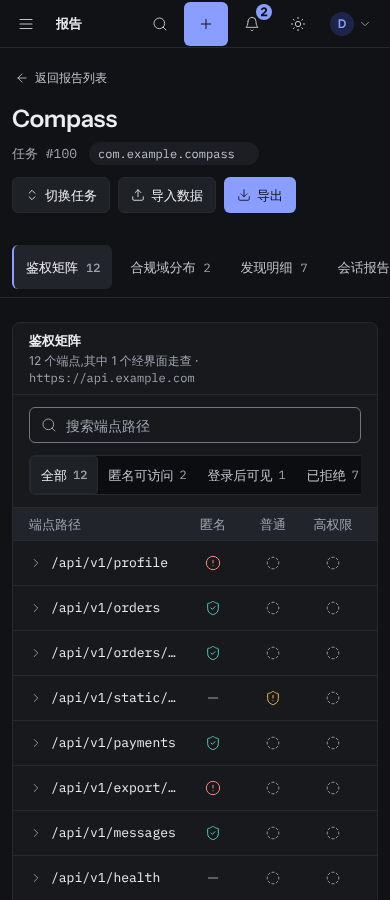 报告
2
D
返回报告列表
Compass
任务 #100 com.example.compass
切换任务 导入数据 导出
鉴权矩阵 12 合规域分布 2 发现明细 7 会话报告
鉴权矩阵
12 个端点,其中 1 个经界面走查 ·
https://api.example.com
搜索端点路径
全部 12 匿名可访问 2 登录后可见 1 已拒绝 7
端点路径 匿名 普通 高权限
/api/v1/profile
/api/v1/orders
/api/v1/orders/…
/api/v1/static/…
/api/v1/payments
/api/v1/export/…
/api/v1/messages
/api/v1/health